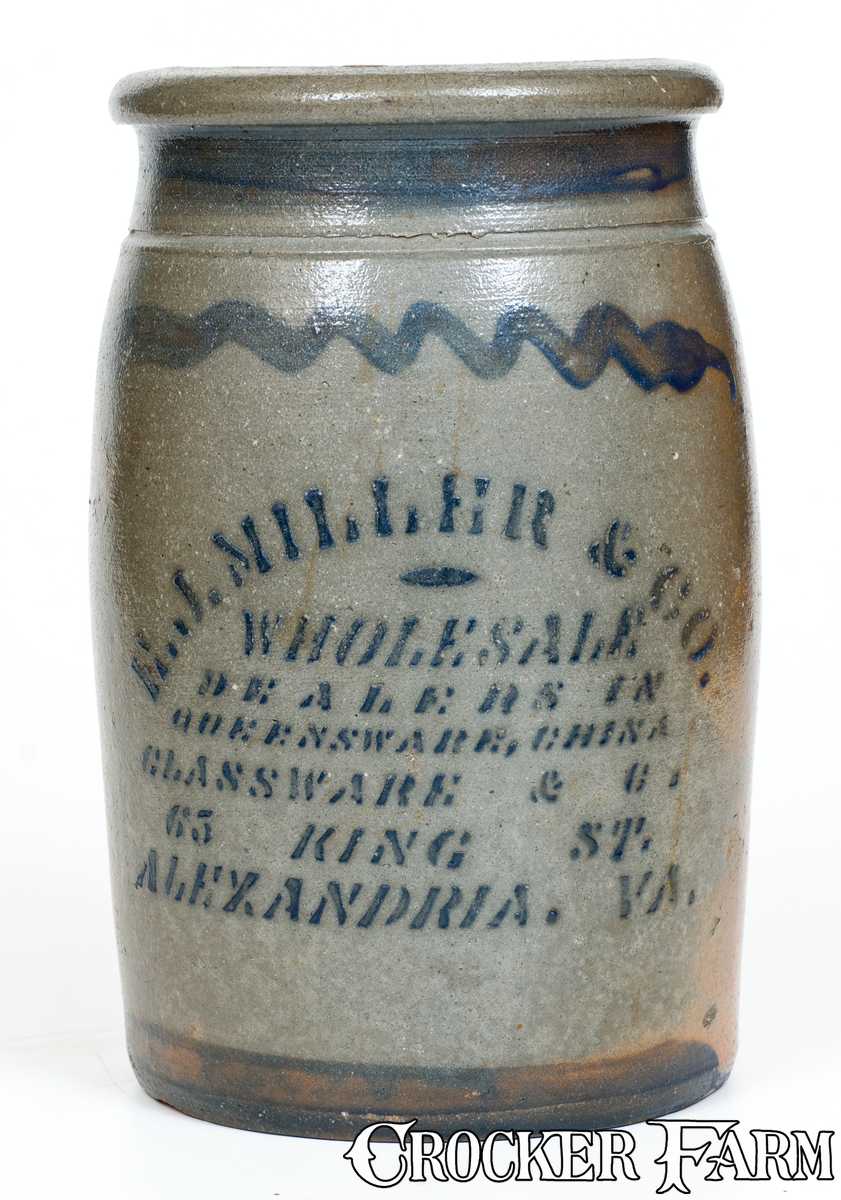 E.J. MILLER & CO.
WHOLESALE
DEALERS IN
QUEENSWARE, CHINA
GLASSWARE &
65 KING ST.
ALEXANDRIA. VA.
CROCKER FARM